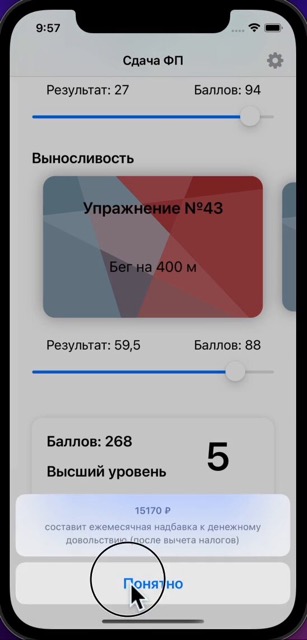 9:57
Сдача ФП
Результат: 27 Баллов: 94
Выносливость
Упражнение №43
Бег на 400 м
Результат: 59,5 Баллов: 88
Баллов: 268
5
Высший уровень
15170 ₽
составит ежемесячная надбавка к денежному
довольствию (после вычета налогов)
Понятно